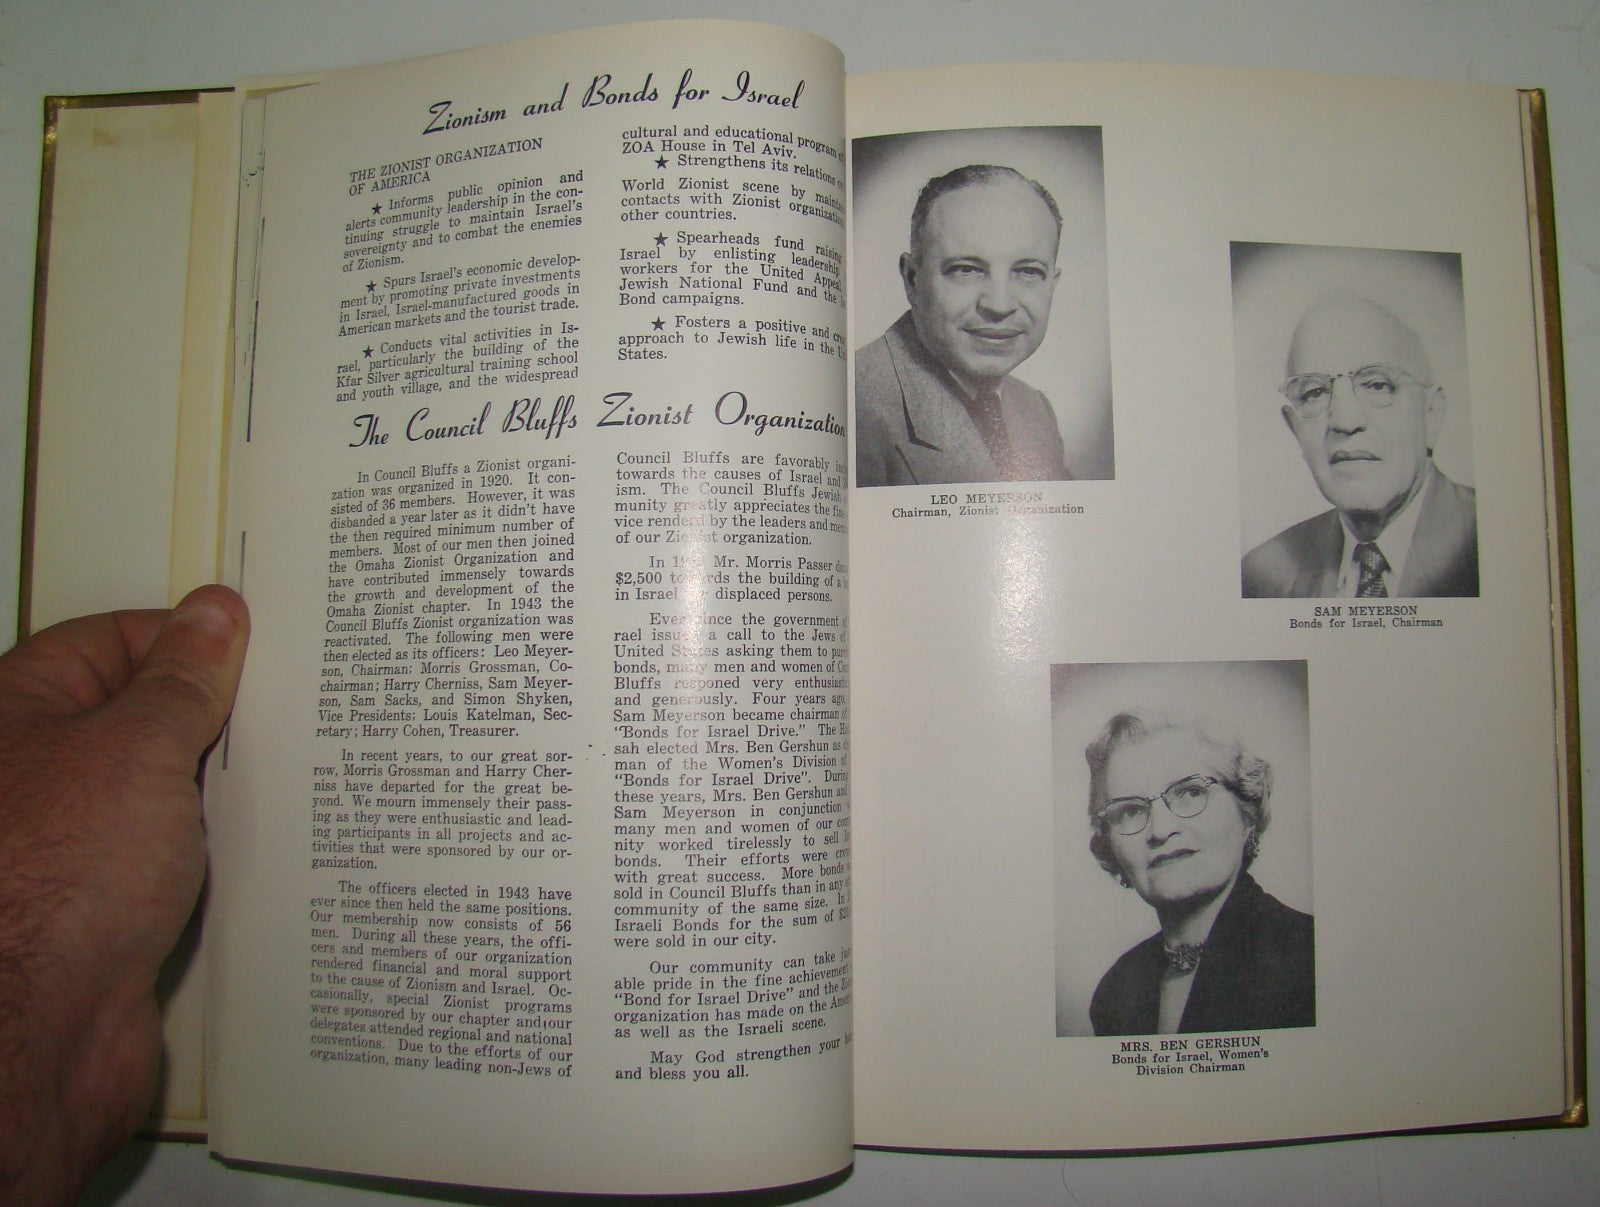 Zionism and Bonds for Israel
THE ZIONIST ORGANIZATION
OF AMERICA
★ Informs public opinion and
alerts community leadership in the con-
tinuing struggle to maintain Israel's
sovereignty and to combat the enemies
of Zionism.
★ Spurs Israel's economic develop-
ment by promoting private investments
in Israel, Israel-manufactured goods in
American markets and the tourist trade.
★ Conducts vital activities in Is-
rael, particularly the building of the
Kfar Silver agricultural training school
and youth village, and the widespread
cultural and educational program
ZOA House in Tel Aviv.
★ Strengthens its relations
World Zionist scene by
contacts with Zionist
other countries.
★ Spearheads fund raising
Israel by enlisting leadership
workers for the United Appeal,
Jewish National Fund and the
Bond campaigns.
★ Fosters a positive and
approach to Jewish life in the
States.
The Council Bluffs Zionist Organization
In Council Bluffs a Zionist organi-
zation was organized in 1920. It con-
sisted of 36 members. However, it was
disbanded a year later as it didn't have
the then required minimum number of
members. Most of our men then joined
the Omaha Zionist Organization and
have contributed immensely towards
the growth and development of the
Omaha Zionist chapter. In 1943 the
Council Bluffs Zionist organization was
reactivated. The following men were
then elected as its officers: Leo Meyer-
son, Chairman; Morris Grossman, Co-
chairman; Harry Cherniss, Sam Meyer-
son, Sam Sacks, and Simon Shyken,
Vice Presidents; Louis Katelman, Sec-
retary; Harry Cohen, Treasurer.
In recent years, to our great sor-
row, Morris Grossman and Harry Cher-
niss have departed for the great be-
yond. We mourn immensely their pass-
ing as they were enthusiastic and lead-
ing participants in all projects and ac-
tivities that were sponsored by our or-
ganization.
The officers elected in 1943 have
ever since then held the same positions.
Our membership now consists of 56
men. During all these years, the offi-
cers and members of our organization
rendered financial and moral support
to the cause of Zionism and Israel. Oc-
casionally, special Zionist programs
were sponsored by our chapter and our
delegates attended regional and national
conventions. Due to the efforts of our
organization, many leading non-Jews of
Council Bluffs are favorably
towards the causes of Israel and
ism. The Council Bluffs Jewish
munity greatly appreciates the
vice renderd by the leaders and
of our Zionist organization.
In Mr. Morris Passer
$2,500 towards the building of a
in Israel displaced persons.
Ever since the government
rael issued a call to the Jews of
United States asking them to
bonds, many men and women of
Bluffs responed very
and generously. Four years ago,
Sam Meyerson became chairman
"Bonds for Israel Drive." The
sah elected Mrs. Ben Gershun as
man of the Women's Division of
"Bonds for Israel Drive". During
these years, Mrs. Ben Gershun and
Sam Meyerson in conjunction
many men and women of our
nity worked tirelessly to sell
bonds. Their efforts were
with great success. More bonds
sold in Council Bluffs than in any
community of the same size. In
Israeli Bonds for the sum of
were sold in our city.
Our community can take
able pride in the fine achievement
"Bond for Israel Drive" and the
organization has made on the
as well as the Israeli scene.
May God strengthen your
and bless you all.
LEO MEYERSON
Chairman, Zionist Organization
SAM MEYERSON
Bonds for Israel, Chairman
MRS. BEN GERSHUN
Bonds for Israel, Women's
Division Chairman